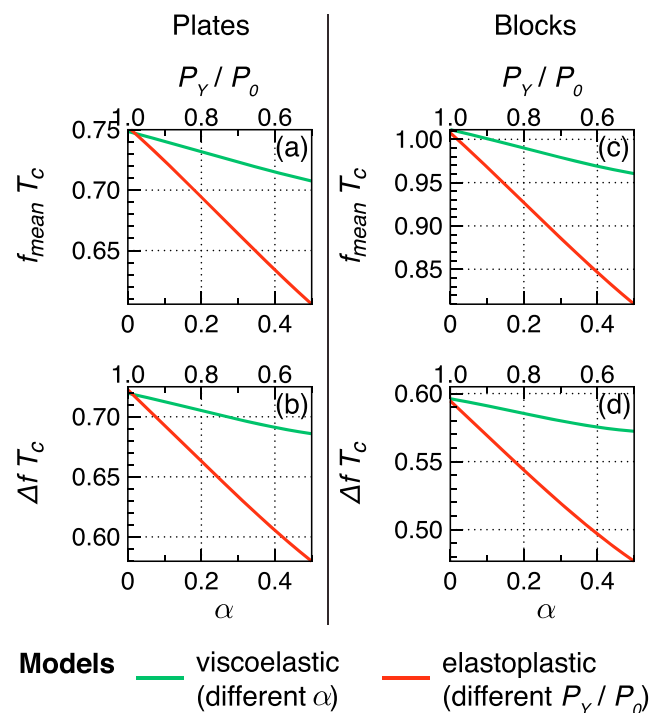 Plates
Blocks
P_Y / P_0
P_Y / P_0
1.0 0.8 0.6
1.0 0.8 0.6
(a)
(c)
f_mean T_c
0.75
0.70
0.65
0 0.2 0.4
f_mean T_c
1.00
0.95
0.90
0.85
0 0.2 0.4
1.0 0.8 0.6
1.0 0.8 0.6
(b)
(d)
Δf T_c
0.70
0.65
0.60
0 0.2 0.4
α
Δf T_c
0.60
0.55
0.50
0 0.2 0.4
α
Models
viscoelastic
(different α)
elastoplastic
(different P_Y / P_0)